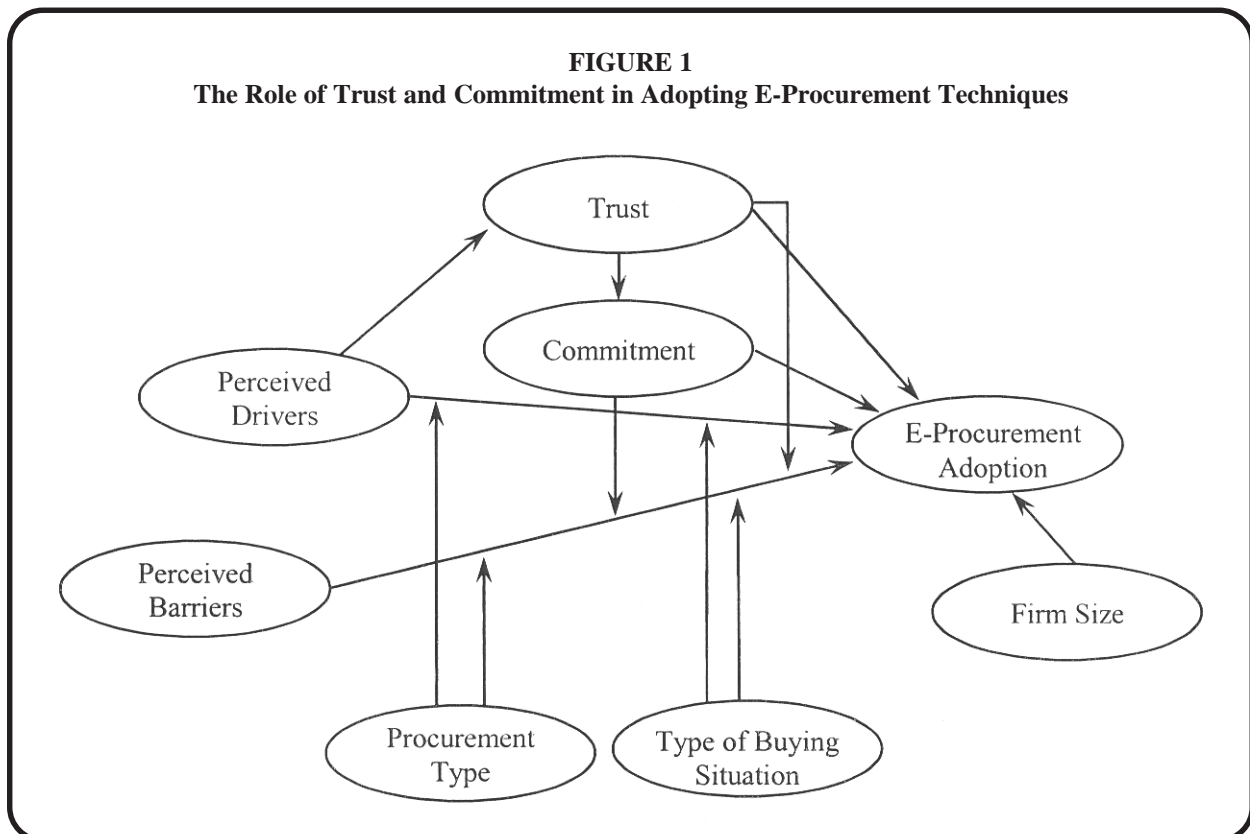 FIGURE 1
The Role of Trust and Commitment in Adopting E-Procurement Techniques
Trust
Commitment
Perceived
Drivers
E-Procurement
Adoption
Perceived
Barriers
Firm Size
Procurement
Type
Type of Buying
Situation